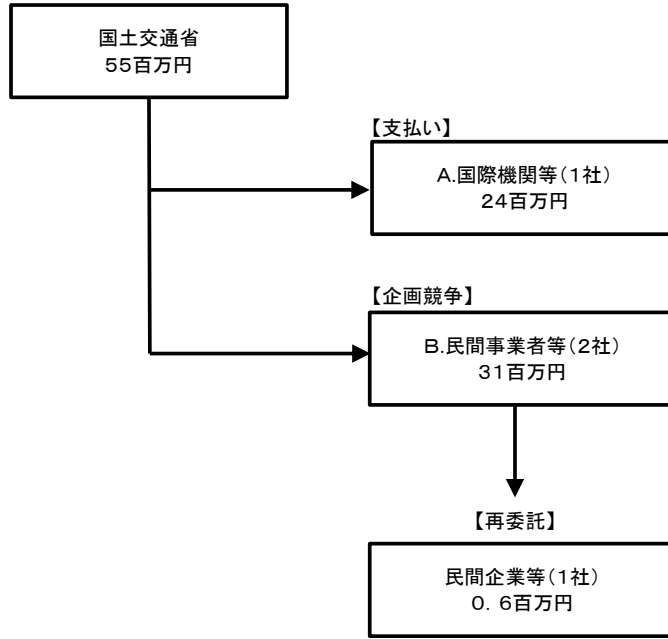 国土交通省
55百万円
【支払い】
A.国際機関等(1社)
24百万円
【企画競争】
B.民間事業者等(2社)
31百万円
【再委託】
民間企業等(1社)
0．6百万円